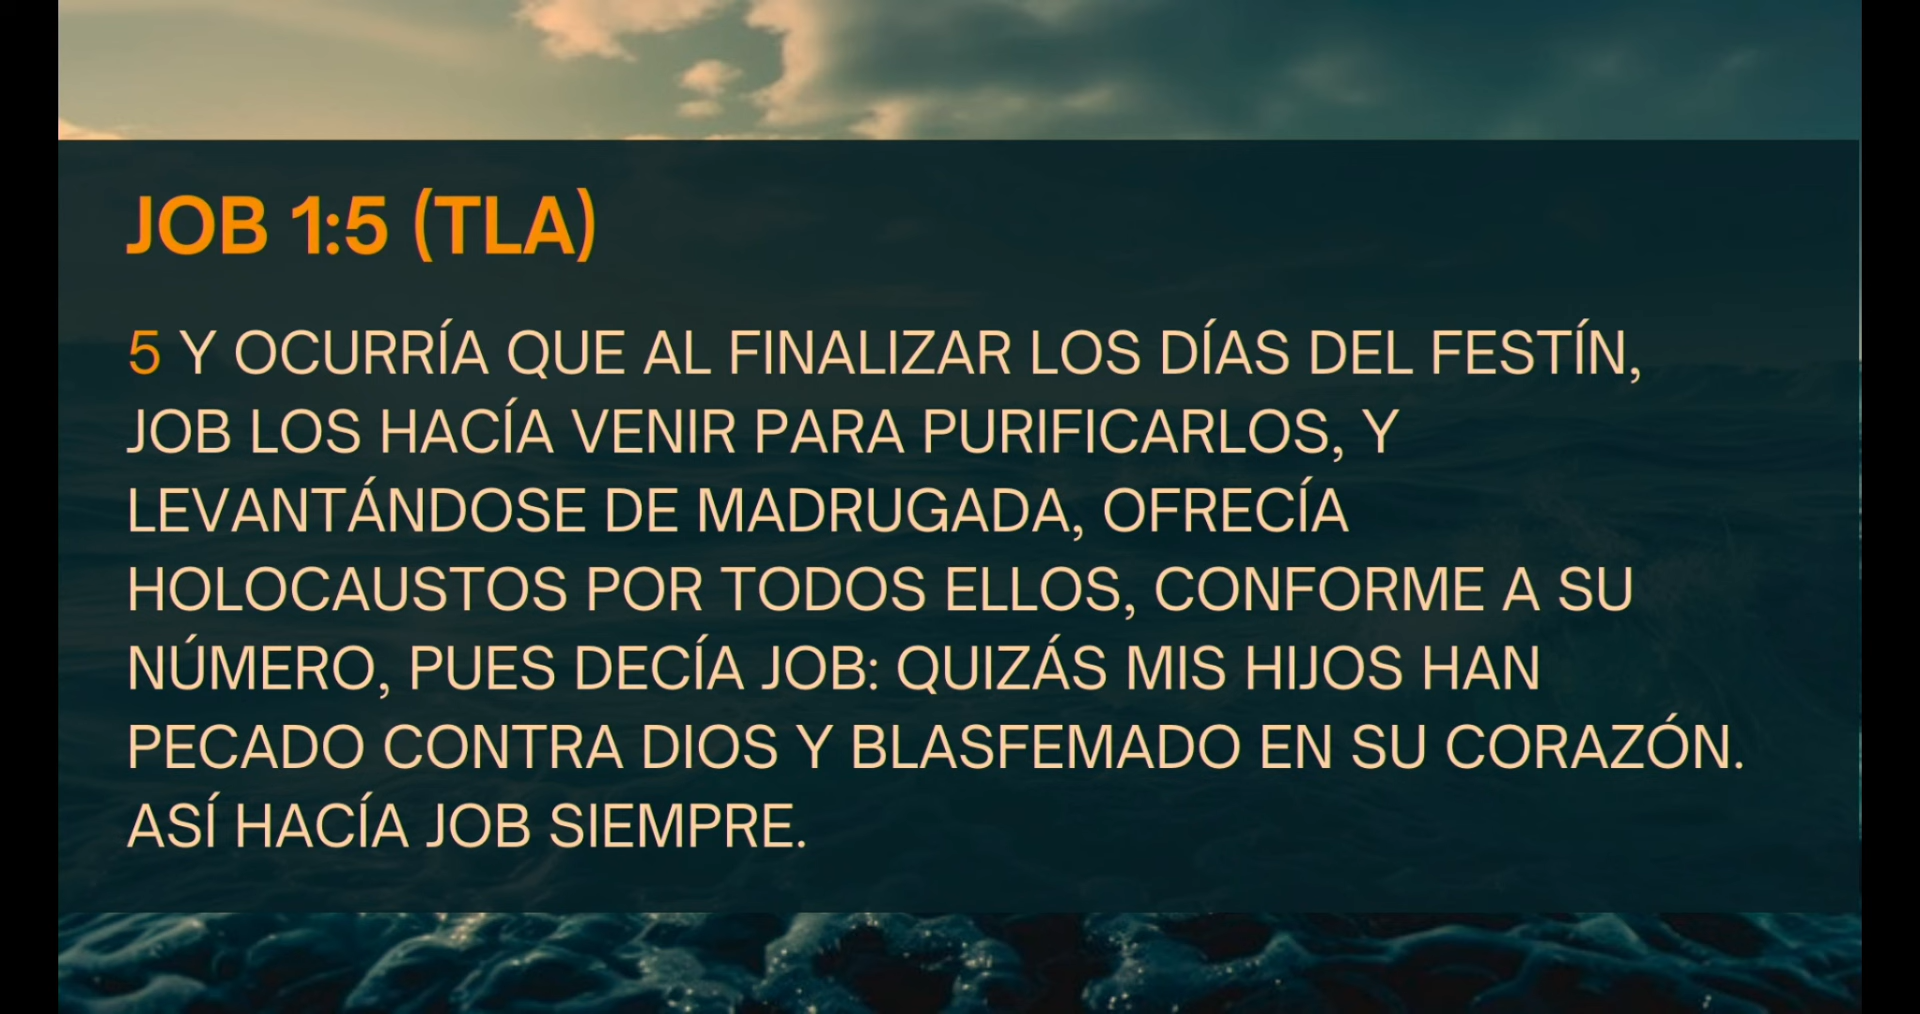 JOB 1:5 (TLA)
5 Y OCURRÍA QUE AL FINALIZAR LOS DÍAS DEL FESTÍN,
JOB LOS HACÍA VENIR PARA PURIFICARLOS, Y
LEVANTÁNDOSE DE MADRUGADA, OFRECÍA
HOLOCAUSTOS POR TODOS ELLOS, CONFORME A SU
NÚMERO, PUES DECÍA JOB: QUIZÁS MIS HIJOS HAN
PECADO CONTRA DIOS Y BLASFEMADO EN SU CORAZÓN.
ASÍ HACÍA JOB SIEMPRE.